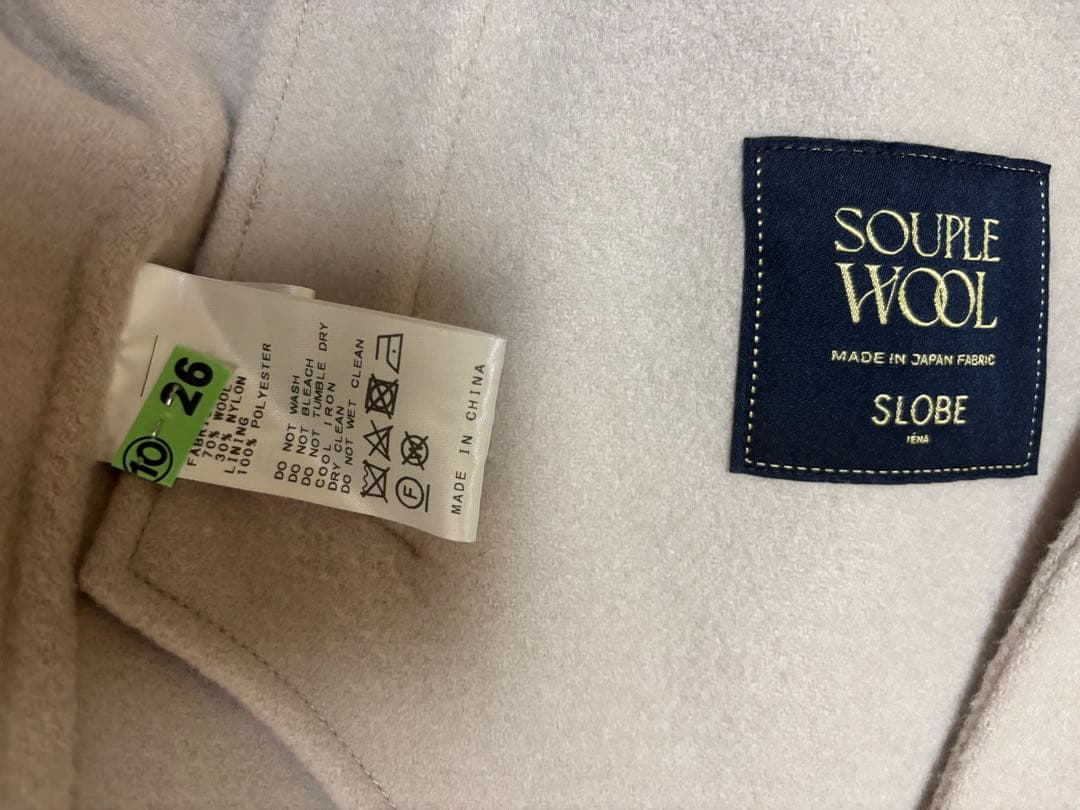 SOUPLE
WOOL
MADE IN JAPAN FABRIC
SLOBE
IÉNA
10
26
70% WOOL
30% NYLON
LINING
100% POLYESTER
DO NOT WASH
DO NOT BLEACH
DO NOT TUMBLE DRY
COOL IRON
DRY CLEAN
DO NOT WET CLEAN
F
MADE IN CHINA